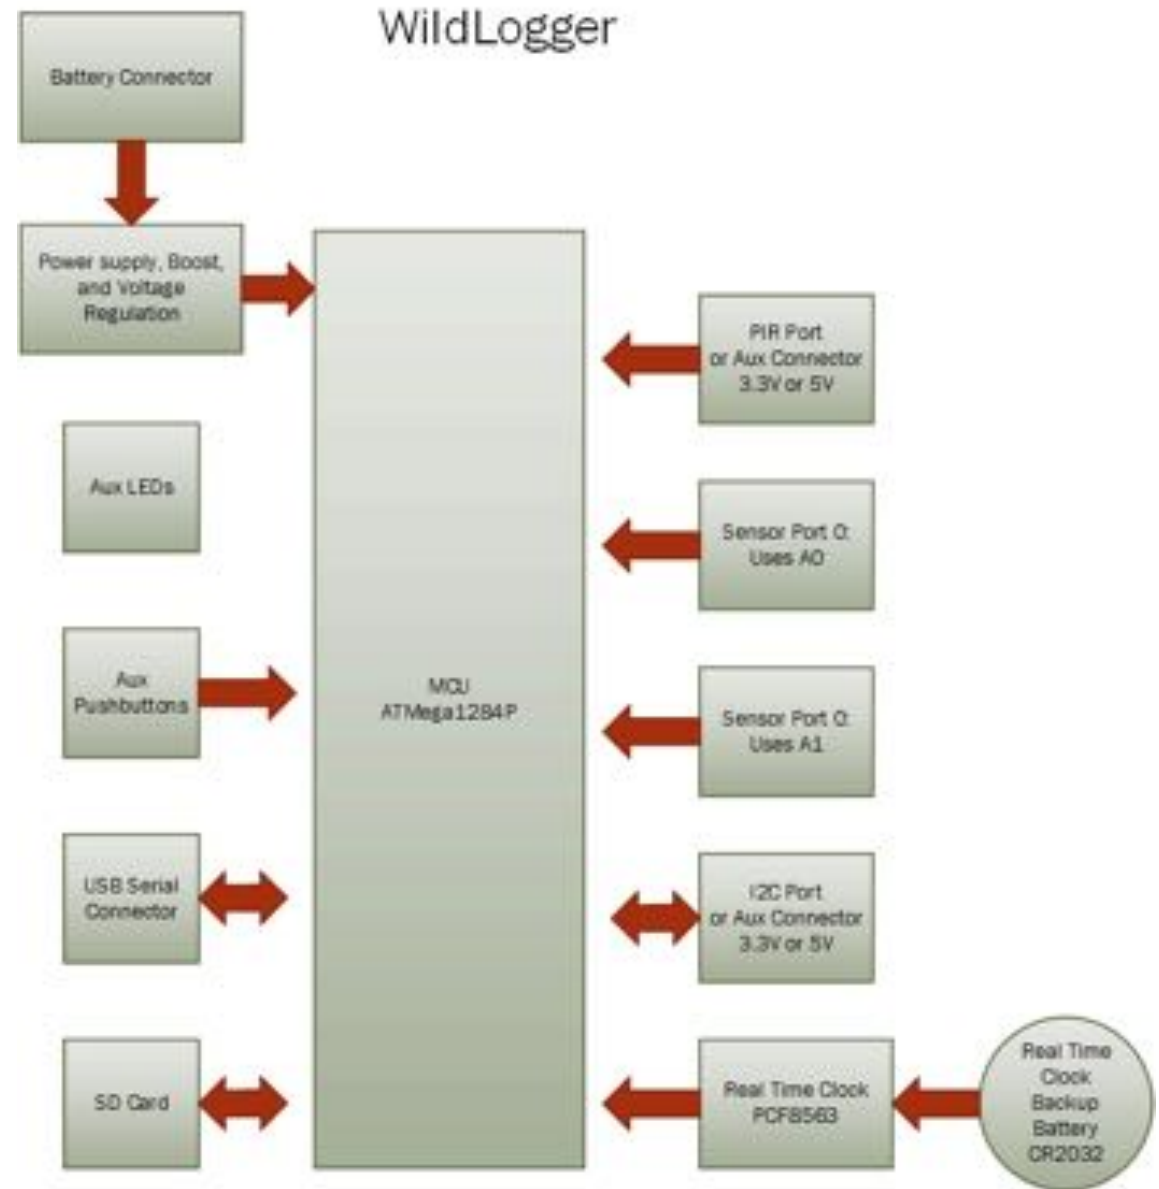 WildLogger
Battery Connector
Power supply, Boost,
and Voltage
Regulation
PIR Port
or Aux Connector
3.3V or 5V
Aux LEDs
Sensor Port 0:
Uses A0
Aux
Pushbuttons
MCU
ATMega1284P
Sensor Port 0:
Uses A1
USB Serial
Connector
I2C Port
or Aux Connector
3.3V or 5V
SD Card
Real Time Clock
PCF8563
Real Time
Clock
Backup
Battery
CR2032